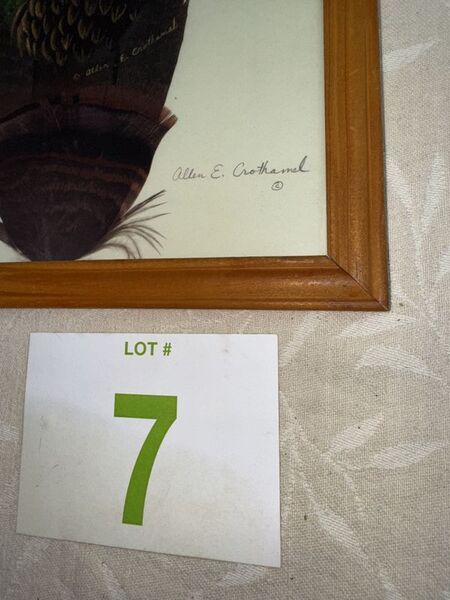 © Allen E. Crothamel
Allen E. Crothamel
©
LOT #
7